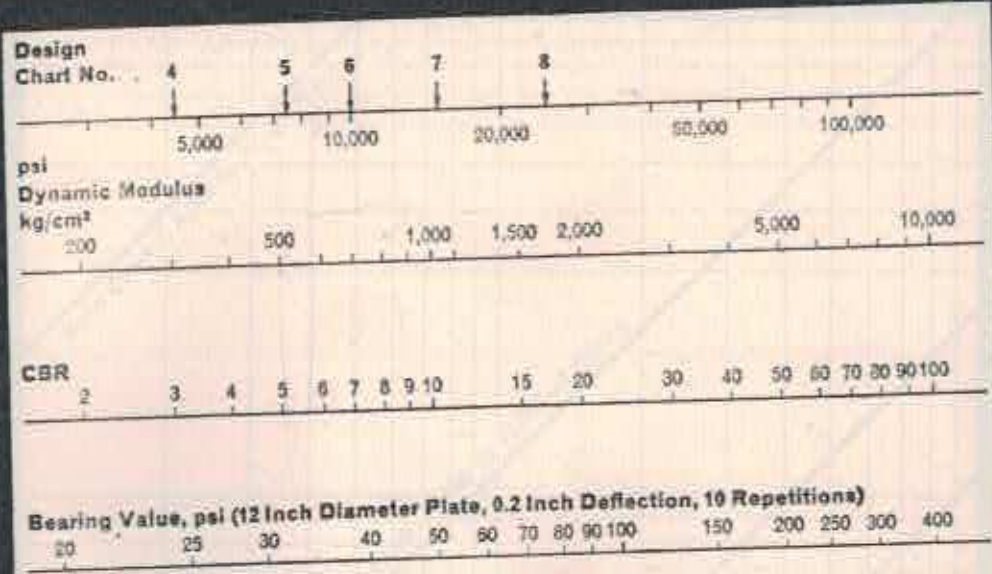 Design
Chart No. . 4 5 6 7 8
5,000 10,000 20,000 50,000 100,000
psi
Dynamic Modulus
kg/cm²
200 500 1,000 1,500 2,000 5,000 10,000
CBR
2 3 4 5 6 7 8 9 10 15 20 30 40 50 60 70 80 90 100
Bearing Value, psi (12 Inch Diameter Plate, 0.2 Inch Deflection, 10 Repetitions)
20 25 30 40 50 60 70 80 90 100 150 200 250 300 400